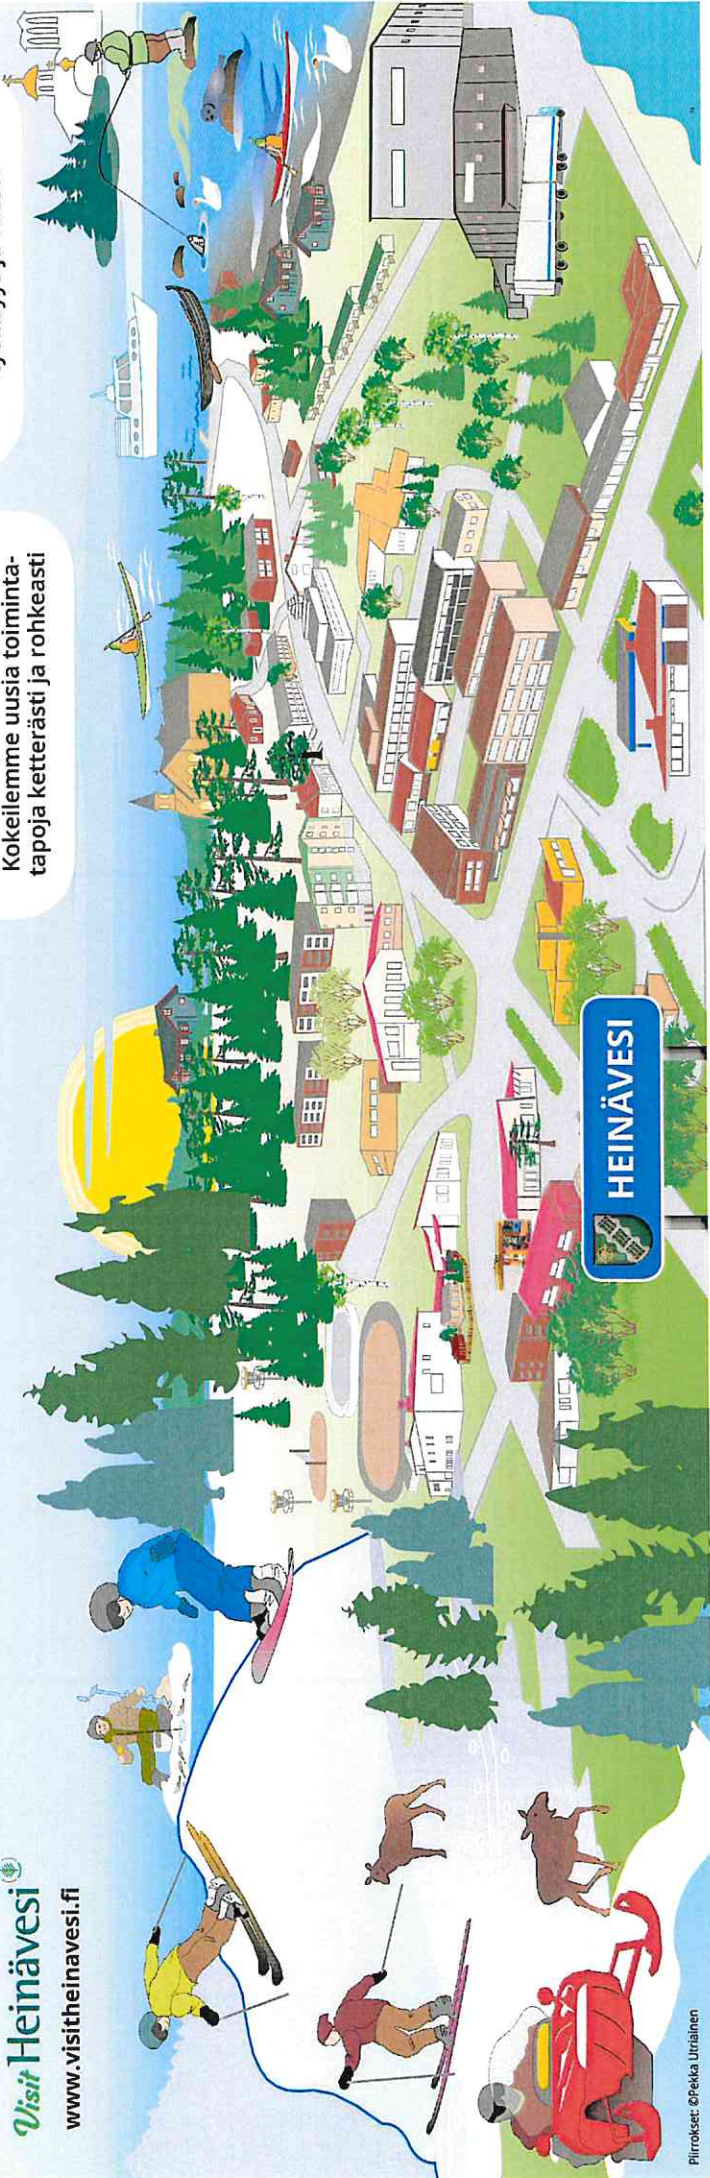 Visit Heinävesi
www.visitheinavesi.fi
Kokeilemme uusia toiminta-
tapoja ketterästi ja rohkeasti
HEINÄVESI
Piirrokset: ©Pekka Utriainen